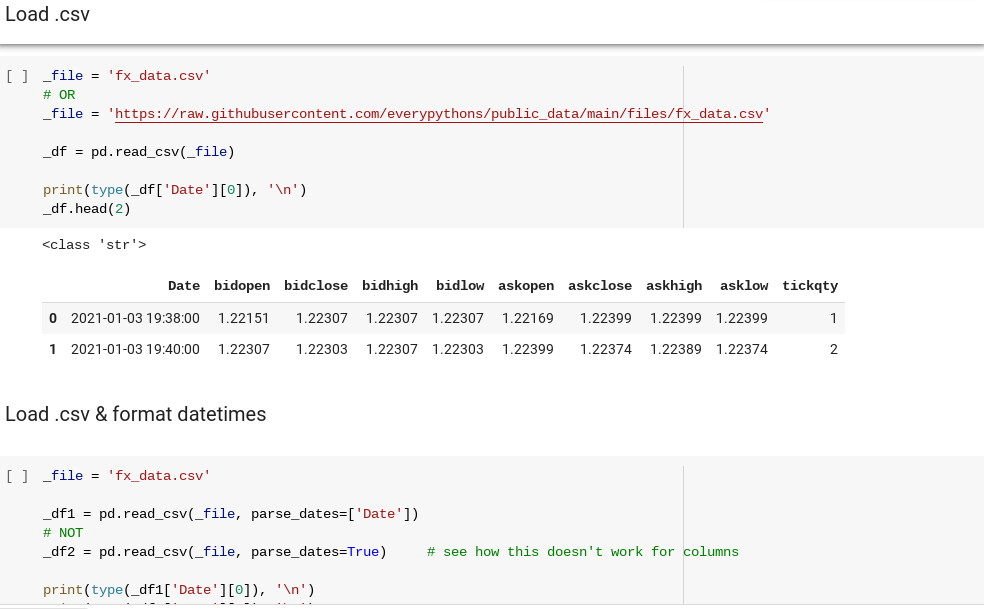 Load .csv
[ ] _file = 'fx_data.csv'
# OR
_file = 'https://raw.githubusercontent.com/everypythons/public_data/main/files/fx_data.csv'
_df = pd.read_csv(_file)
print(type(_df['Date'][0]), '\n')
_df.head(2)
<class 'str'>
Date bidopen bidclose bidhigh bidlow askopen askclose askhigh asklow tickqty
0 2021-01-03 19:38:00 1.22151 1.22307 1.22307 1.22307 1.22169 1.22399 1.22399 1.22399 1
1 2021-01-03 19:40:00 1.22307 1.22303 1.22307 1.22303 1.22399 1.22374 1.22389 1.22374 2
Load .csv & format datetimes
[ ] _file = 'fx_data.csv'
_df1 = pd.read_csv(_file, parse_dates=['Date'])
# NOT
_df2 = pd.read_csv(_file, parse_dates=True) # see how this doesn't work for columns
print(type(_df1['Date'][0]), '\n')